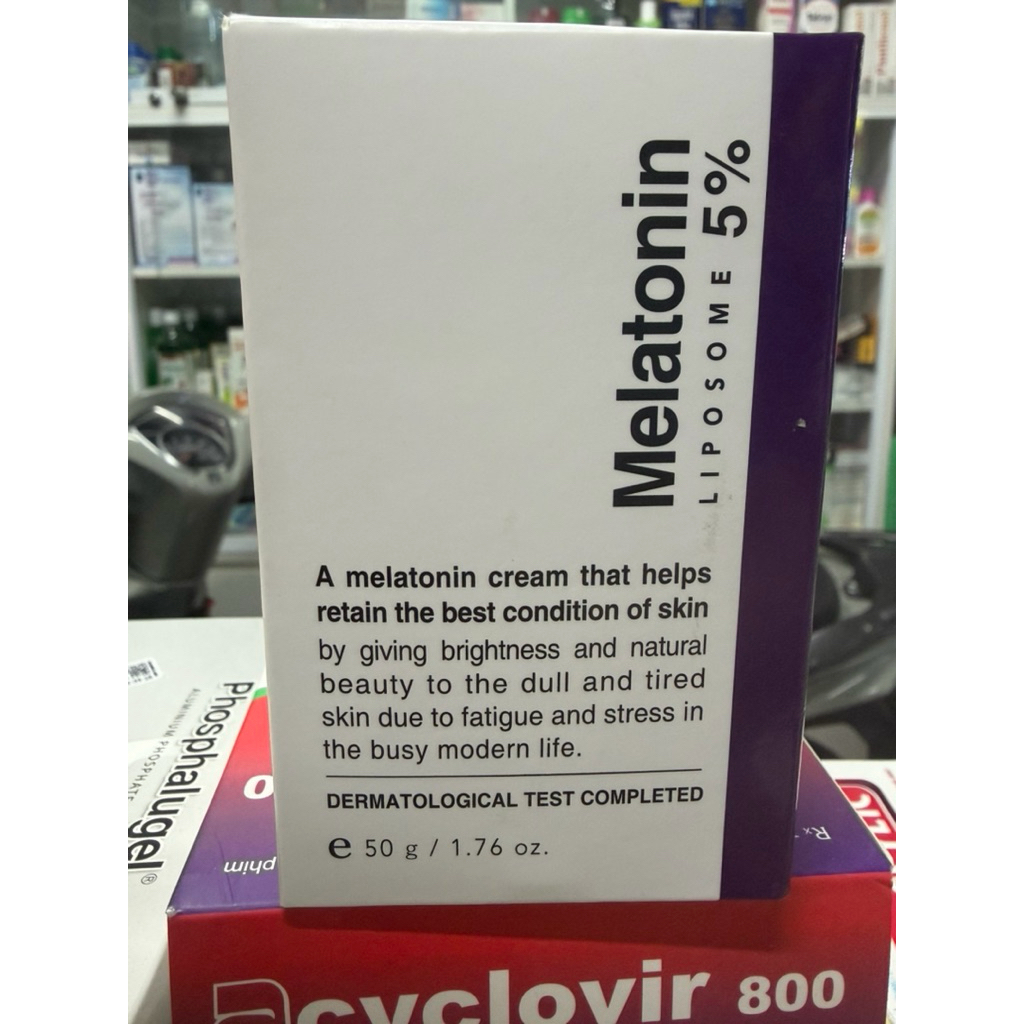 Melatonin
LIPOSOME 5%
A melatonin cream that helps
retain the best condition of skin
by giving brightness and natural
beauty to the dull and tired
skin due to fatigue and stress in
the busy modern life.
DERMATOLOGICAL TEST COMPLETED
e 50 g / 1.76 oz.
Phosphalugel®
ALUMINIUM PHOSPHATE
phim
Rx
Acyclovir 800